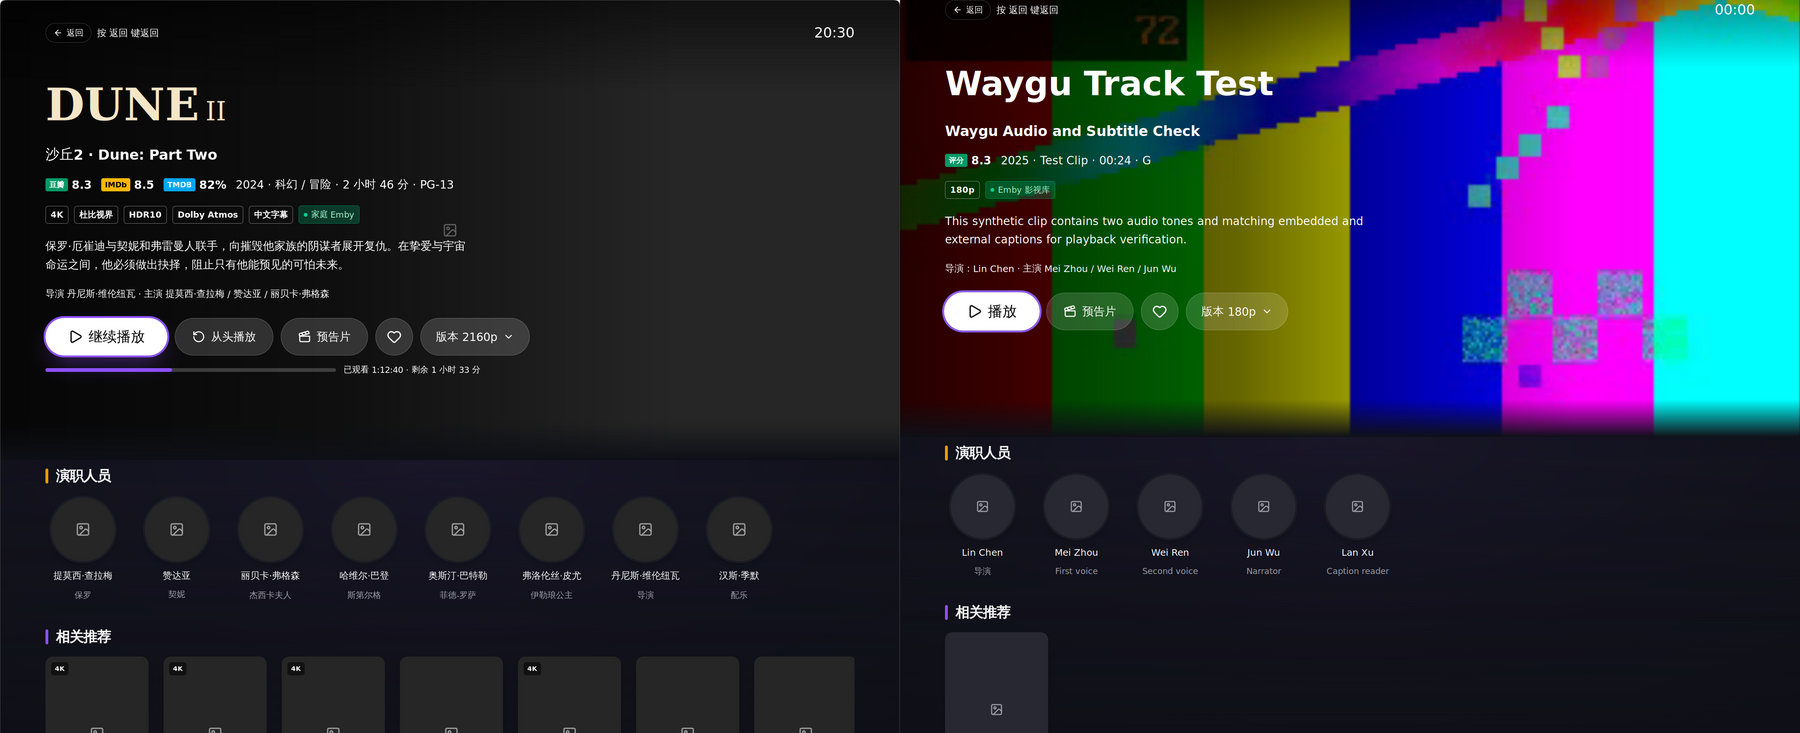 返回 按 返回 键返回
20:30
DUNE II
沙丘2 · Dune: Part Two
豆瓣 8.3 IMDb 8.5 TMDB 82% 2024 · 科幻 / 冒险 · 2 小时 46 分 · PG-13
4K 杜比视界 HDR10 Dolby Atmos 中文字幕 家庭 Emby
保罗·厄崔迪与契妮和弗雷曼人联手，向摧毁他家族的阴谋者展开复仇。在挚爱与宇宙
命运之间，他必须做出抉择，阻止只有他能预见的可怕未来。
导演 丹尼斯·维伦纽瓦 · 主演 提莫西·查拉梅 / 赞达亚 / 丽贝卡·弗格森
继续播放 从头播放 预告片 版本 2160p
已观看 1:12:40 · 剩余 1 小时 33 分
演职人员
提莫西·查拉梅 赞达亚 丽贝卡·弗格森 哈维尔·巴登 奥斯汀·巴特勒 弗洛伦丝·皮尤 丹尼斯·维伦纽瓦 汉斯·季默
保罗 契妮 杰西卡夫人 斯第尔格 菲德-罗萨 伊勒琅公主 导演 配乐
相关推荐
4K 4K 4K 4K
返回 按 返回 键返回
00:00
72
Waygu Track Test
Waygu Audio and Subtitle Check
评分 8.3 2025 · Test Clip · 00:24 · G
180p Emby 影视库
This synthetic clip contains two audio tones and matching embedded and
external captions for playback verification.
导演：Lin Chen · 主演 Mei Zhou / Wei Ren / Jun Wu
播放 预告片 版本 180p
演职人员
Lin Chen Mei Zhou Wei Ren Jun Wu Lan Xu
导演 First voice Second voice Narrator Caption reader
相关推荐